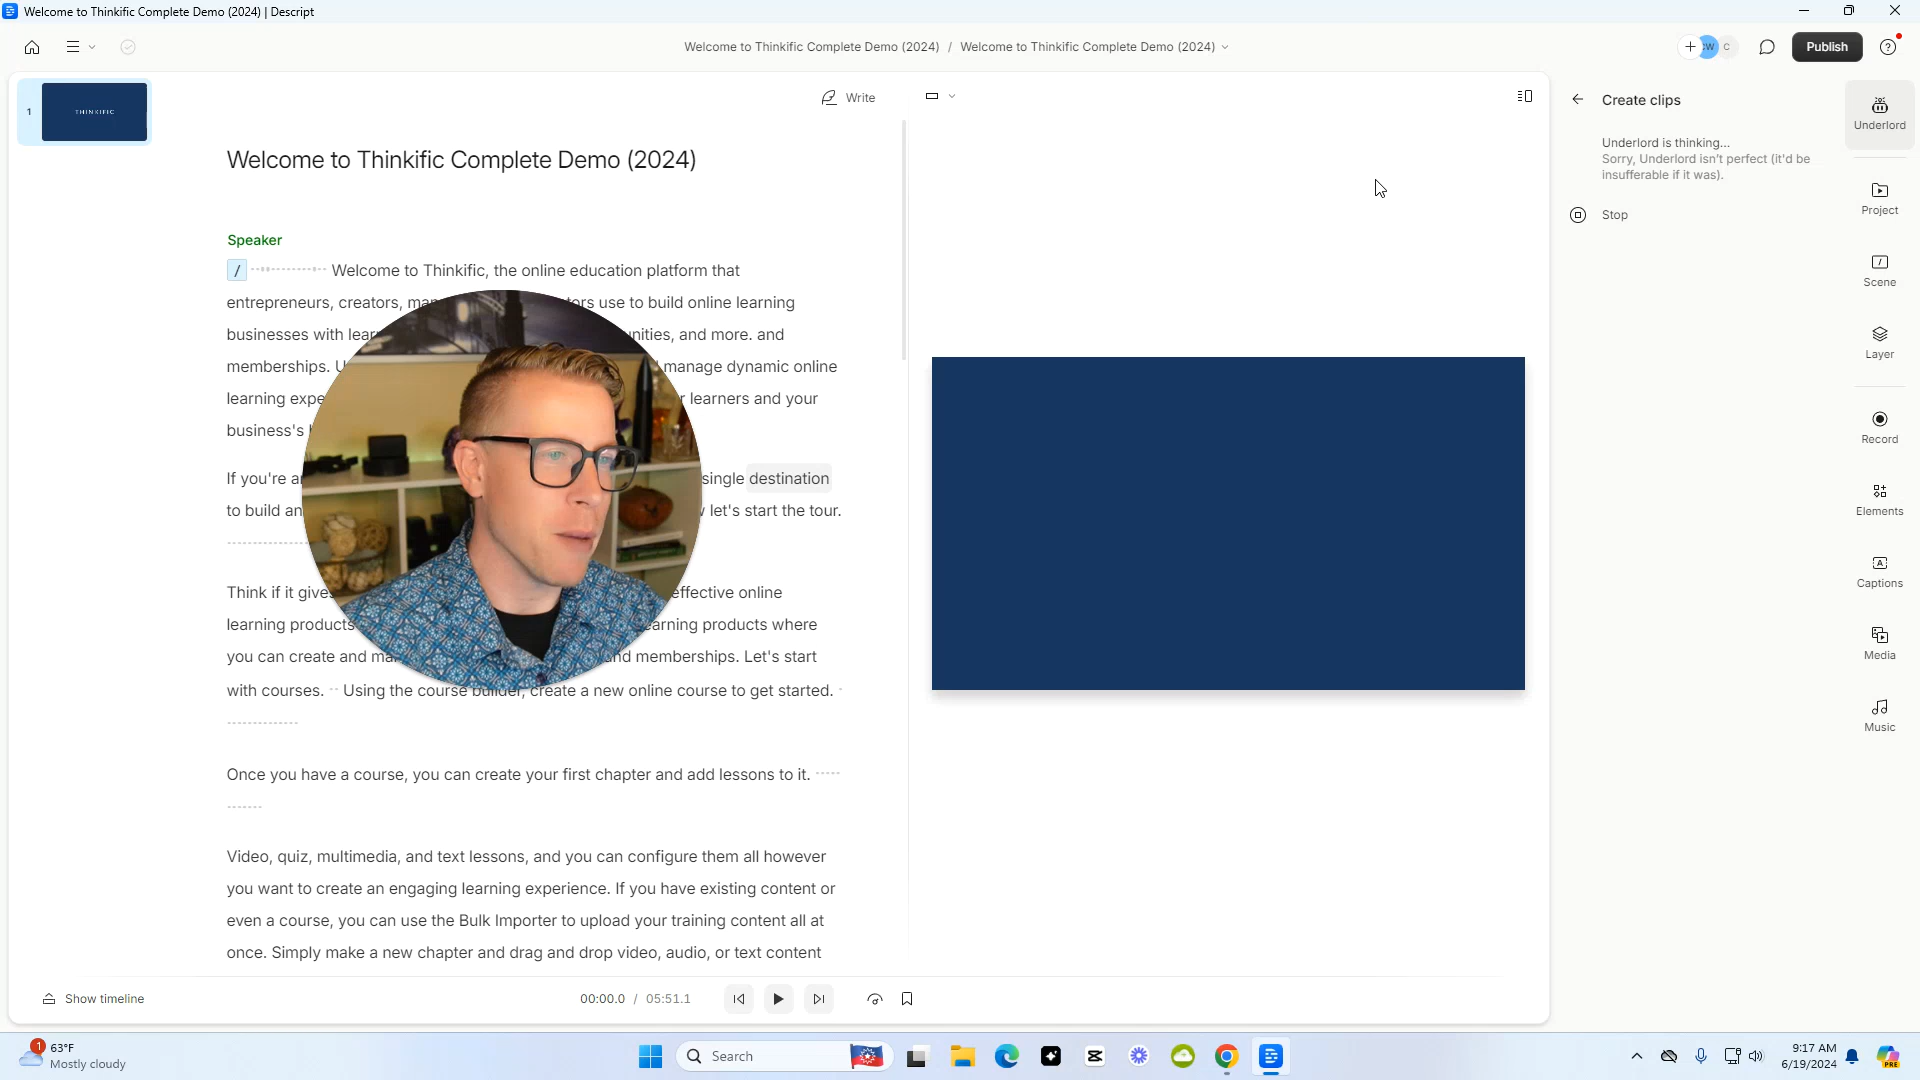 Welcome to Thinkific Complete Demo (2024) | Descript
Welcome to Thinkific Complete Demo (2024) / Welcome to Thinkific Complete Demo (2024)
CW
C
Publish
1
THINKIFIC
Write
Welcome to Thinkific Complete Demo (2024)
Speaker
/ Welcome to Thinkific, the online education platform that
entrepreneurs, creators, use to build online learning
businesses with and more. and
memberships. manage dynamic online
learning learners and your
business's
If you're single destination
to build let's start the tour.
Think if it effective online
learning products learning products where
you can create and and memberships. Let's start
with courses. Using the course builder, create a new online course to get started.
Once you have a course, you can create your first chapter and add lessons to it.
Video, quiz, multimedia, and text lessons, and you can configure them all however
you want to create an engaging learning experience. If you have existing content or
even a course, you can use the Bulk Importer to upload your training content all at
once. Simply make a new chapter and drag and drop video, audio, or text content
Create clips
Underlord is thinking...
Sorry, Underlord isn't perfect (it'd be
insufferable if it was).
Stop
Underlord
Project
Scene
Layer
Record
Elements
Captions
Media
Music
Show timeline
00:00.0 / 05:51.1
1
63°F
Mostly cloudy
Search
9:17 AM
6/19/2024
PRE